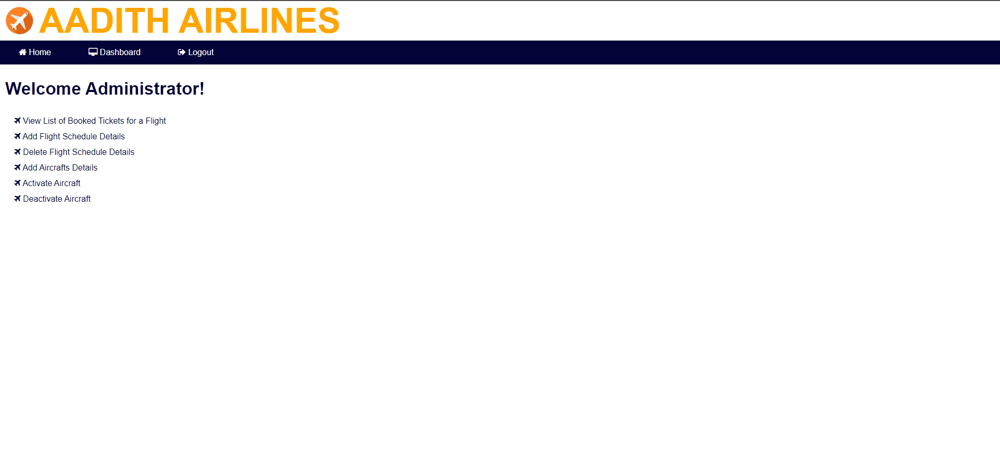 AADITH AIRLINES
Home Dashboard Logout
Welcome Administrator!
View List of Booked Tickets for a Flight
Add Flight Schedule Details
Delete Flight Schedule Details
Add Aircrafts Details
Activate Aircraft
Deactivate Aircraft